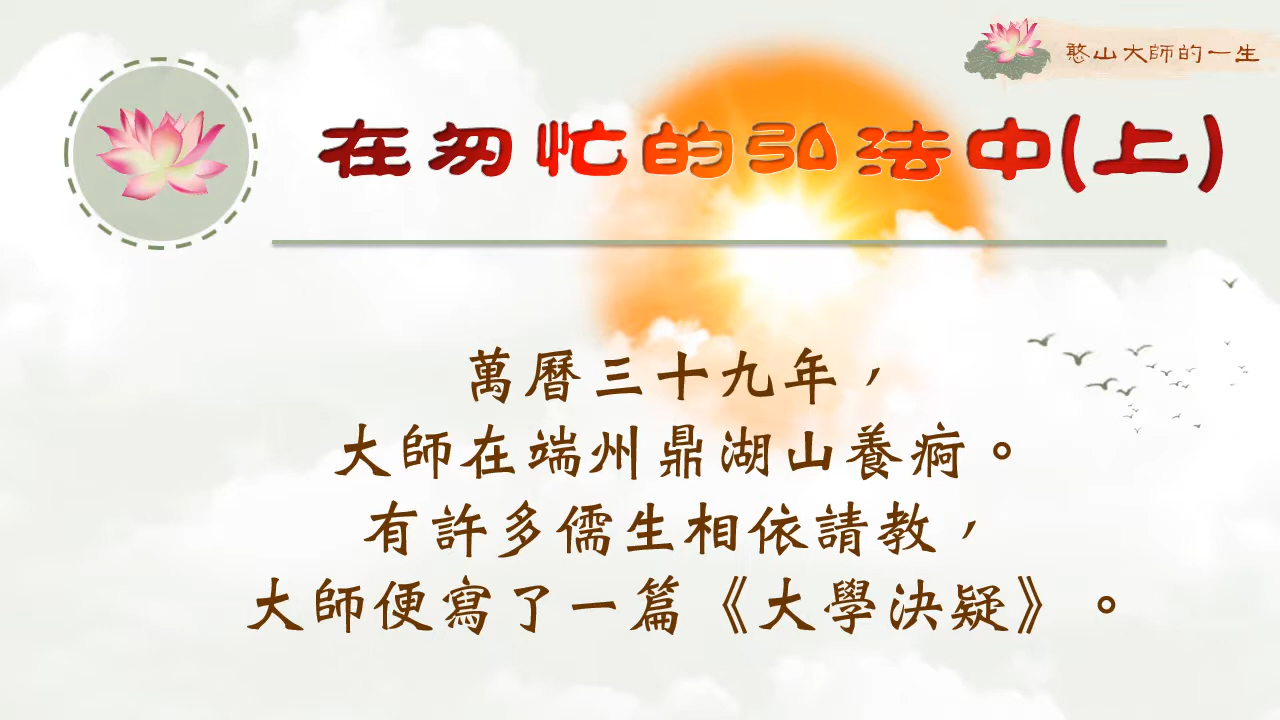 憨山大師的一生
在匆忙的弘法中(上)
萬曆三十九年，
大師在端州鼎湖山養痾。
有許多儒生相依請教，
大師便寫了一篇《大學決疑》。